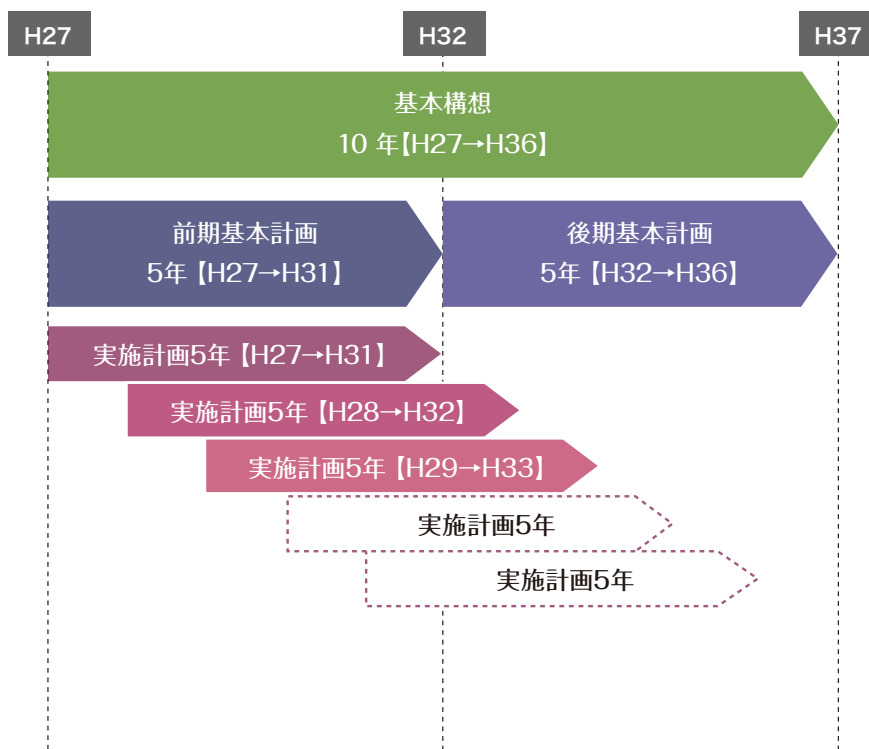 H27
H32
H37
基本構想
10 年【H27→H36】
前期基本計画
5年【H27→H31】
後期基本計画
5年【H32→H36】
実施計画5年【H27→H31】
実施計画5年【H28→H32】
実施計画5年【H29→H33】
実施計画5年
実施計画5年